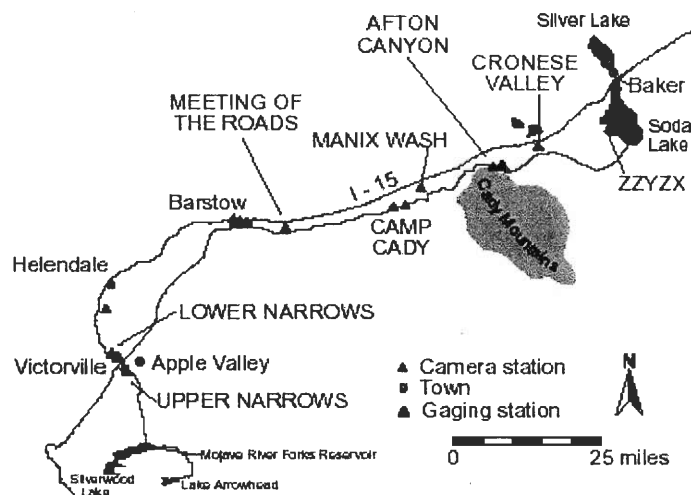 AFTON
CANYON
Silver Lake
CRONESE
VALLEY
Baker
MEETING OF
THE ROADS
MANIX WASH
Soda
Lake
I - 15
ZZYZX
Barstow
CAMP
CADY
Cady Mountains
Helendale
LOWER NARROWS
Victorville
Apple Valley
UPPER NARROWS
Camera station
Town
Gaging station
N
Mojave River Forks Reservoir
Silverwood
Lake
Lake Arrowhead
0 25 miles